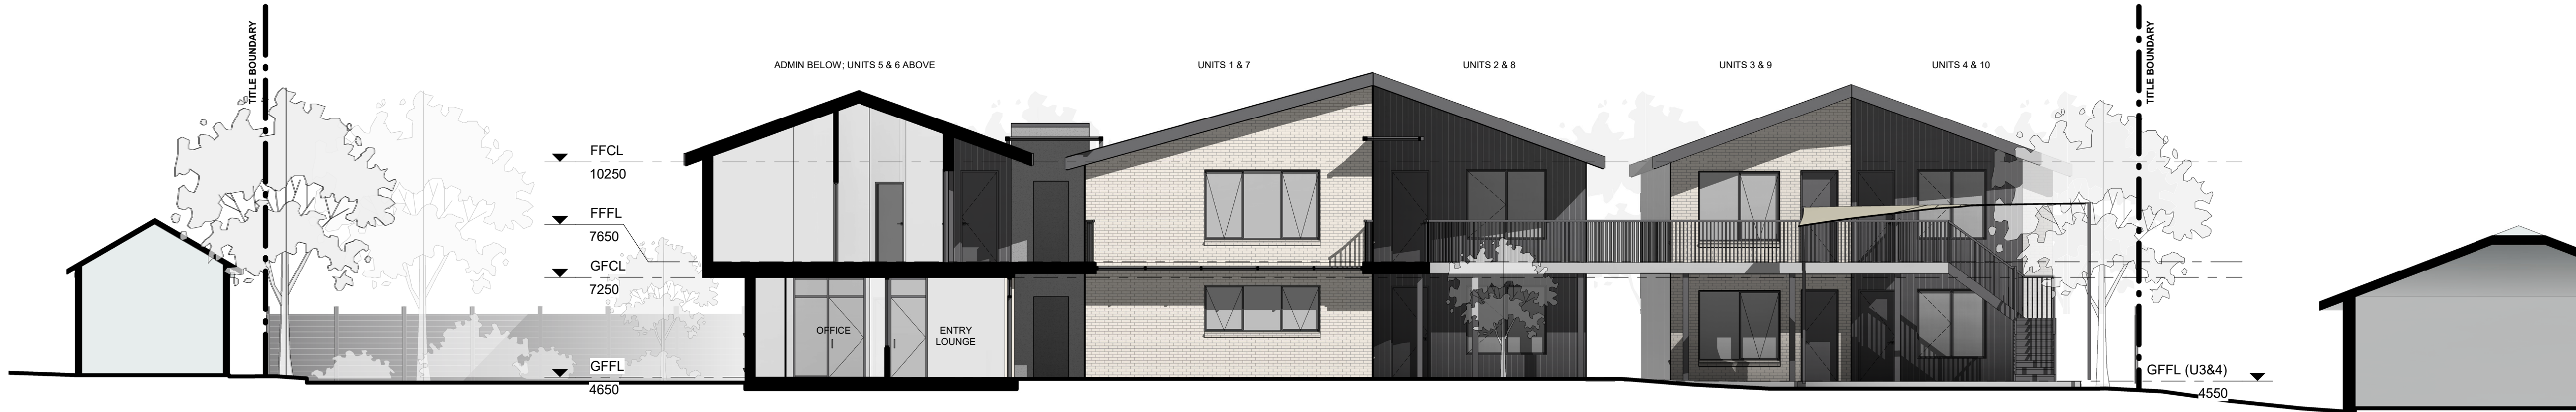 TITLE BOUNDARY
ADMIN BELOW; UNITS 5 & 6 ABOVE
UNITS 1 & 7
UNITS 2 & 8
UNITS 3 & 9
UNITS 4 & 10
TITLE BOUNDARY
FFCL
10250
FFFL
7650
GFCL
7250
OFFICE
ENTRY
LOUNGE
GFFL
4650
GFFL (U3&4)
4550